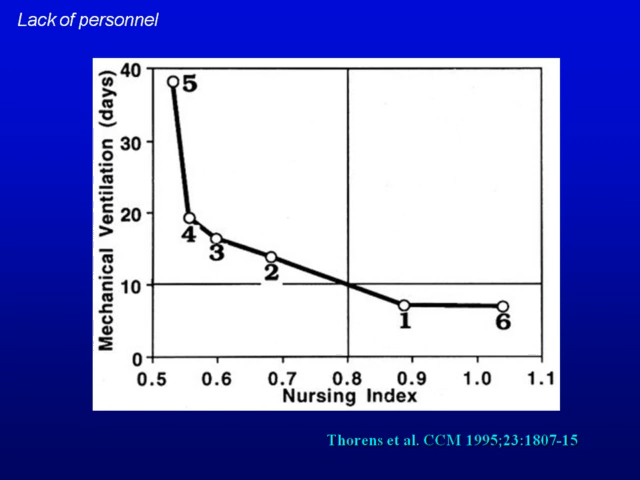 Lack of personnel
Mechanical Ventilation (days)
40
30
20
10
0
5
4
3
2
1
6
0.5 0.6 0.7 0.8 0.9 1.0 1.1
Nursing Index
Thorens et al. CCM 1995;23:1807-15